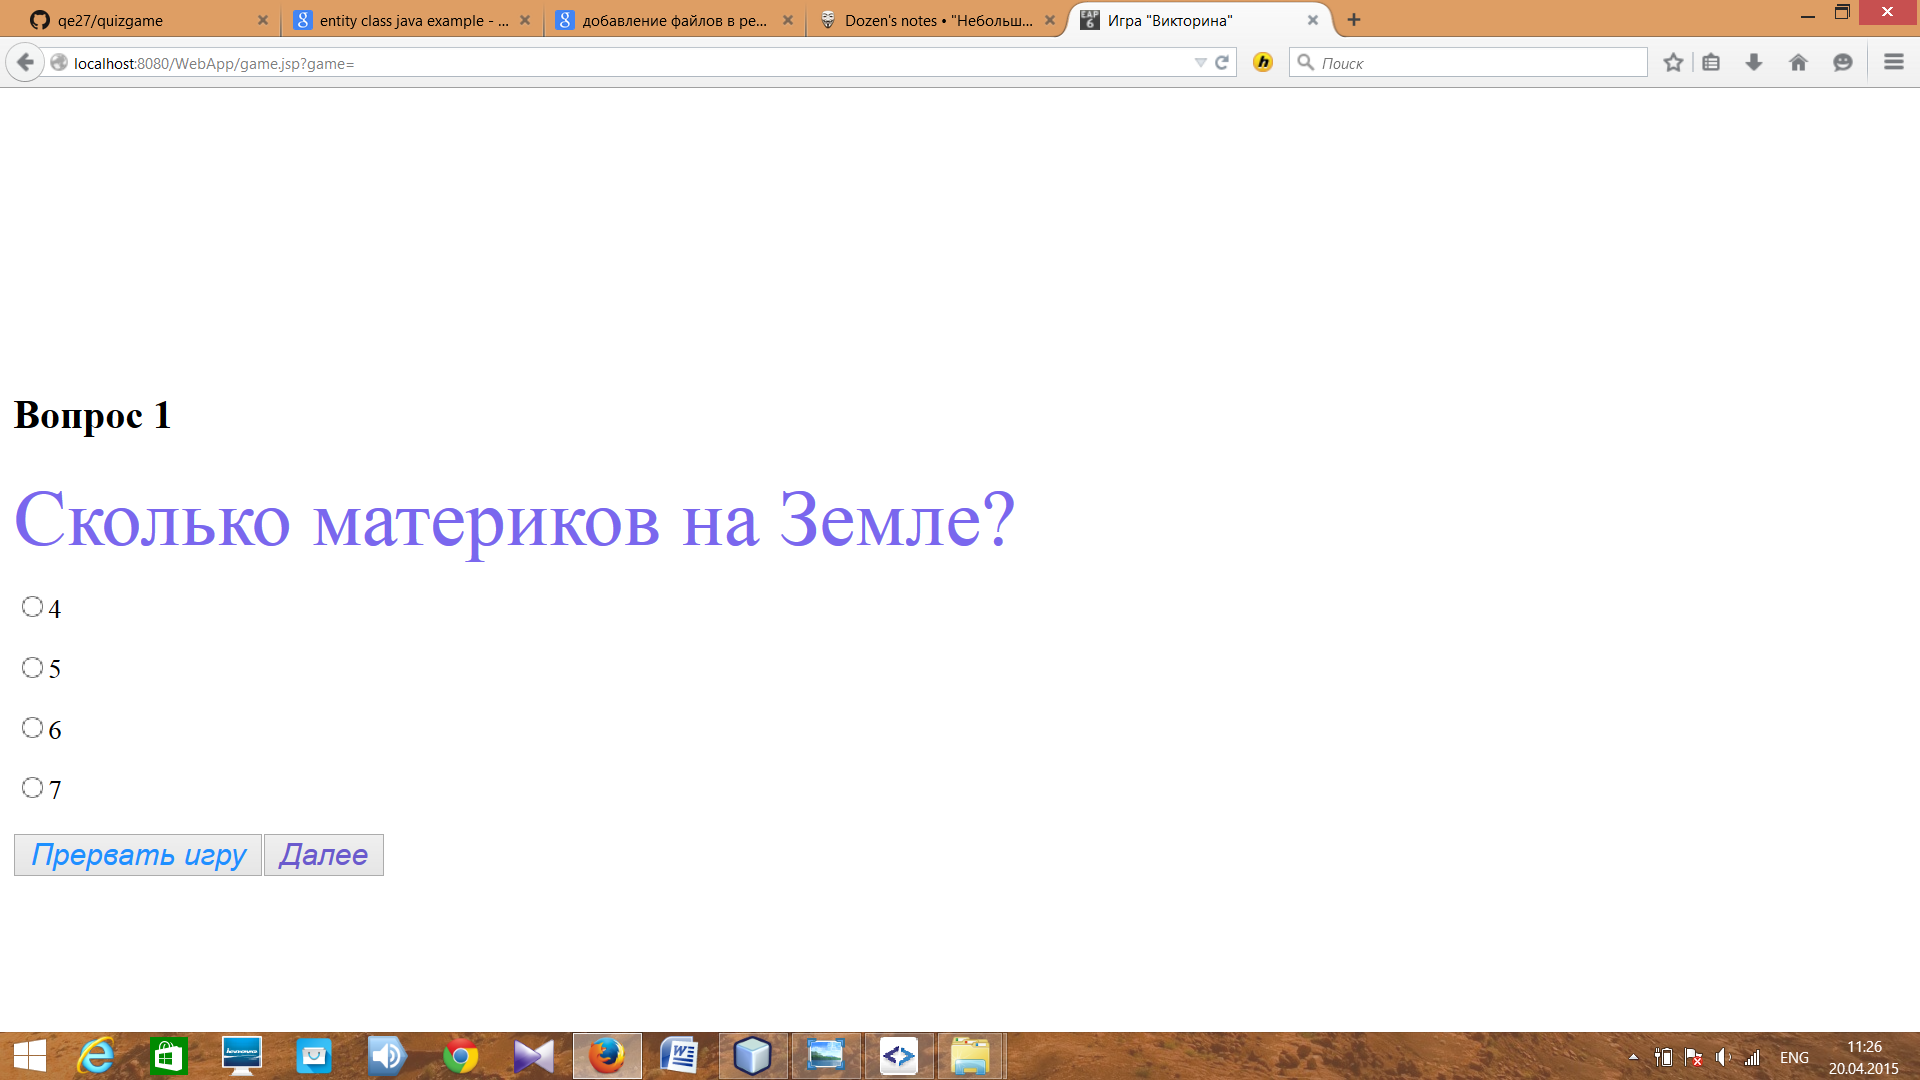 qe27/quizgame
entity class java example - ...
добавление файлов в ре...
Dozen's notes • "Небольш...
EAP 6
Игра "Викторина"
localhost:8080/WebApp/game.jsp?game=
h
Поиск
Вопрос 1
Сколько материков на Земле?
4
5
6
7
Прервать игру
Далее
ENG
11:26
20.04.2015